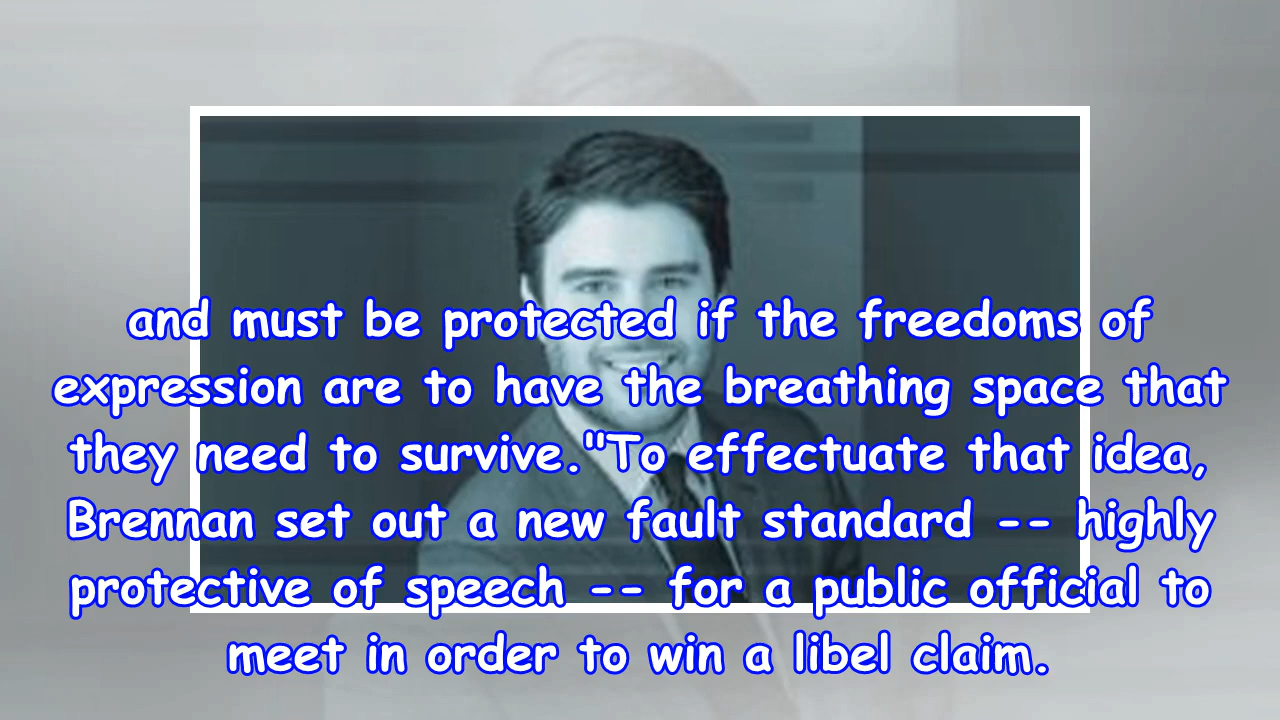 and must be protected if the freedoms of
expression are to have the breathing space that
they need to survive."To effectuate that idea,
Brennan set out a new fault standard -- highly
protective of speech -- for a public official to
meet in order to win a libel claim.